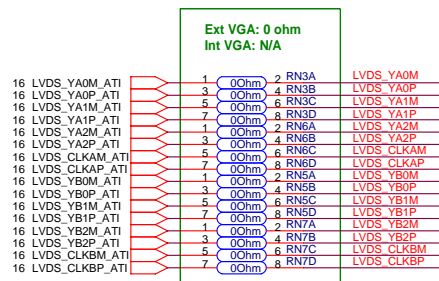 Ext VGA: 0 ohm
Int VGA: N/A
16 LVDS_YA0M_ATI 1 0Ohm 2 RN3A LVDS_YA0M
16 LVDS_YA0P_ATI 3 0Ohm 4 RN3B LVDS_YA0P
16 LVDS_YA1M_ATI 5 0Ohm 6 RN3C LVDS_YA1M
16 LVDS_YA1P_ATI 7 0Ohm 8 RN3D LVDS_YA1P
16 LVDS_YA2M_ATI 1 0Ohm 2 RN6A LVDS_YA2M
16 LVDS_YA2P_ATI 3 0Ohm 4 RN6B LVDS_YA2P
16 LVDS_CLKAM_ATI 5 0Ohm 6 RN6C LVDS_CLKAM
16 LVDS_CLKAP_ATI 7 0Ohm 8 RN6D LVDS_CLKAP
16 LVDS_YB0M_ATI 1 0Ohm 2 RN5A LVDS_YB0M
16 LVDS_YB0P_ATI 3 0Ohm 4 RN5B LVDS_YB0P
16 LVDS_YB1M_ATI 5 0Ohm 6 RN5C LVDS_YB1M
16 LVDS_YB1P_ATI 7 0Ohm 8 RN5D LVDS_YB1P
16 LVDS_YB2M_ATI 1 0Ohm 2 RN7A LVDS_YB2M
16 LVDS_YB2P_ATI 3 0Ohm 4 RN7B LVDS_YB2P
16 LVDS_CLKBM_ATI 5 0Ohm 6 RN7C LVDS_CLKBM
16 LVDS_CLKBP_ATI 7 0Ohm 8 RN7D LVDS_CLKBP